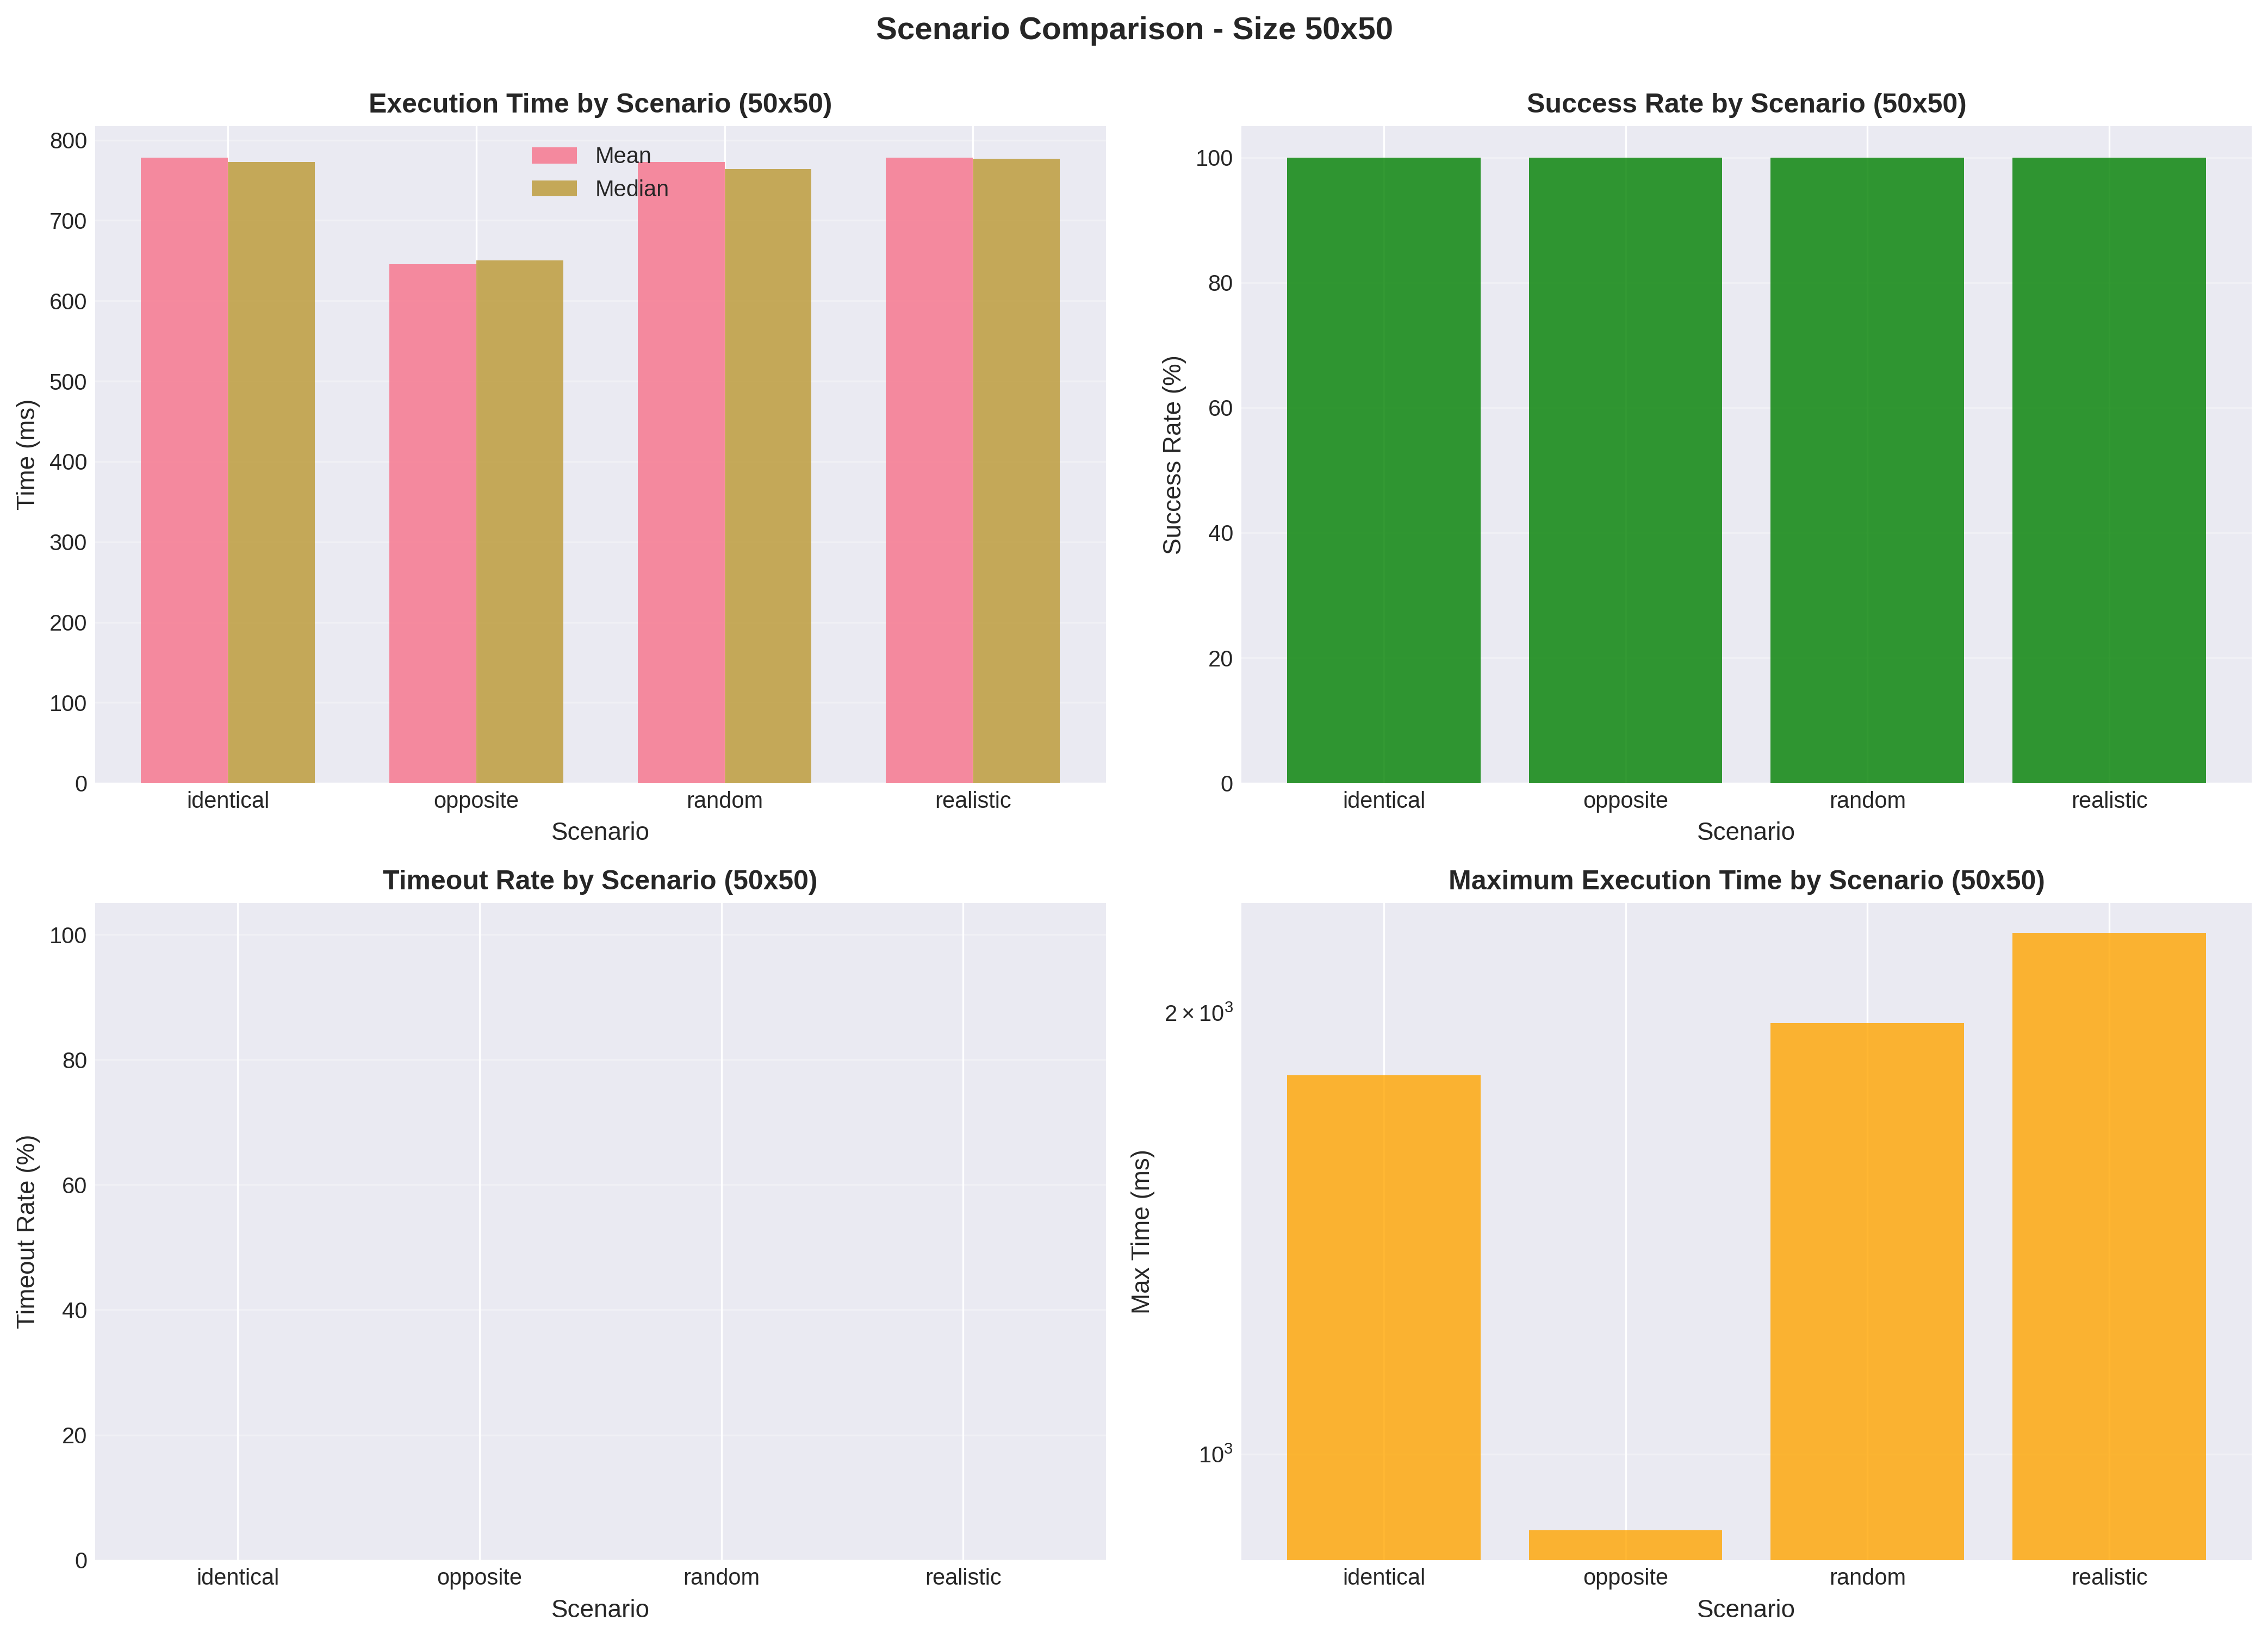 Scenario Comparison - Size 50x50
Execution Time by Scenario (50x50)
800
700
600
500
400
300
200
100
0
Time (ms)
Mean
Median
identical opposite random realistic
Scenario
Success Rate by Scenario (50x50)
100
80
60
40
20
0
Success Rate (%)
identical opposite random realistic
Scenario
Timeout Rate by Scenario (50x50)
100
80
60
40
20
0
Timeout Rate (%)
identical opposite random realistic
Scenario
Maximum Execution Time by Scenario (50x50)
2 × 10³
10³
Max Time (ms)
identical opposite random realistic
Scenario